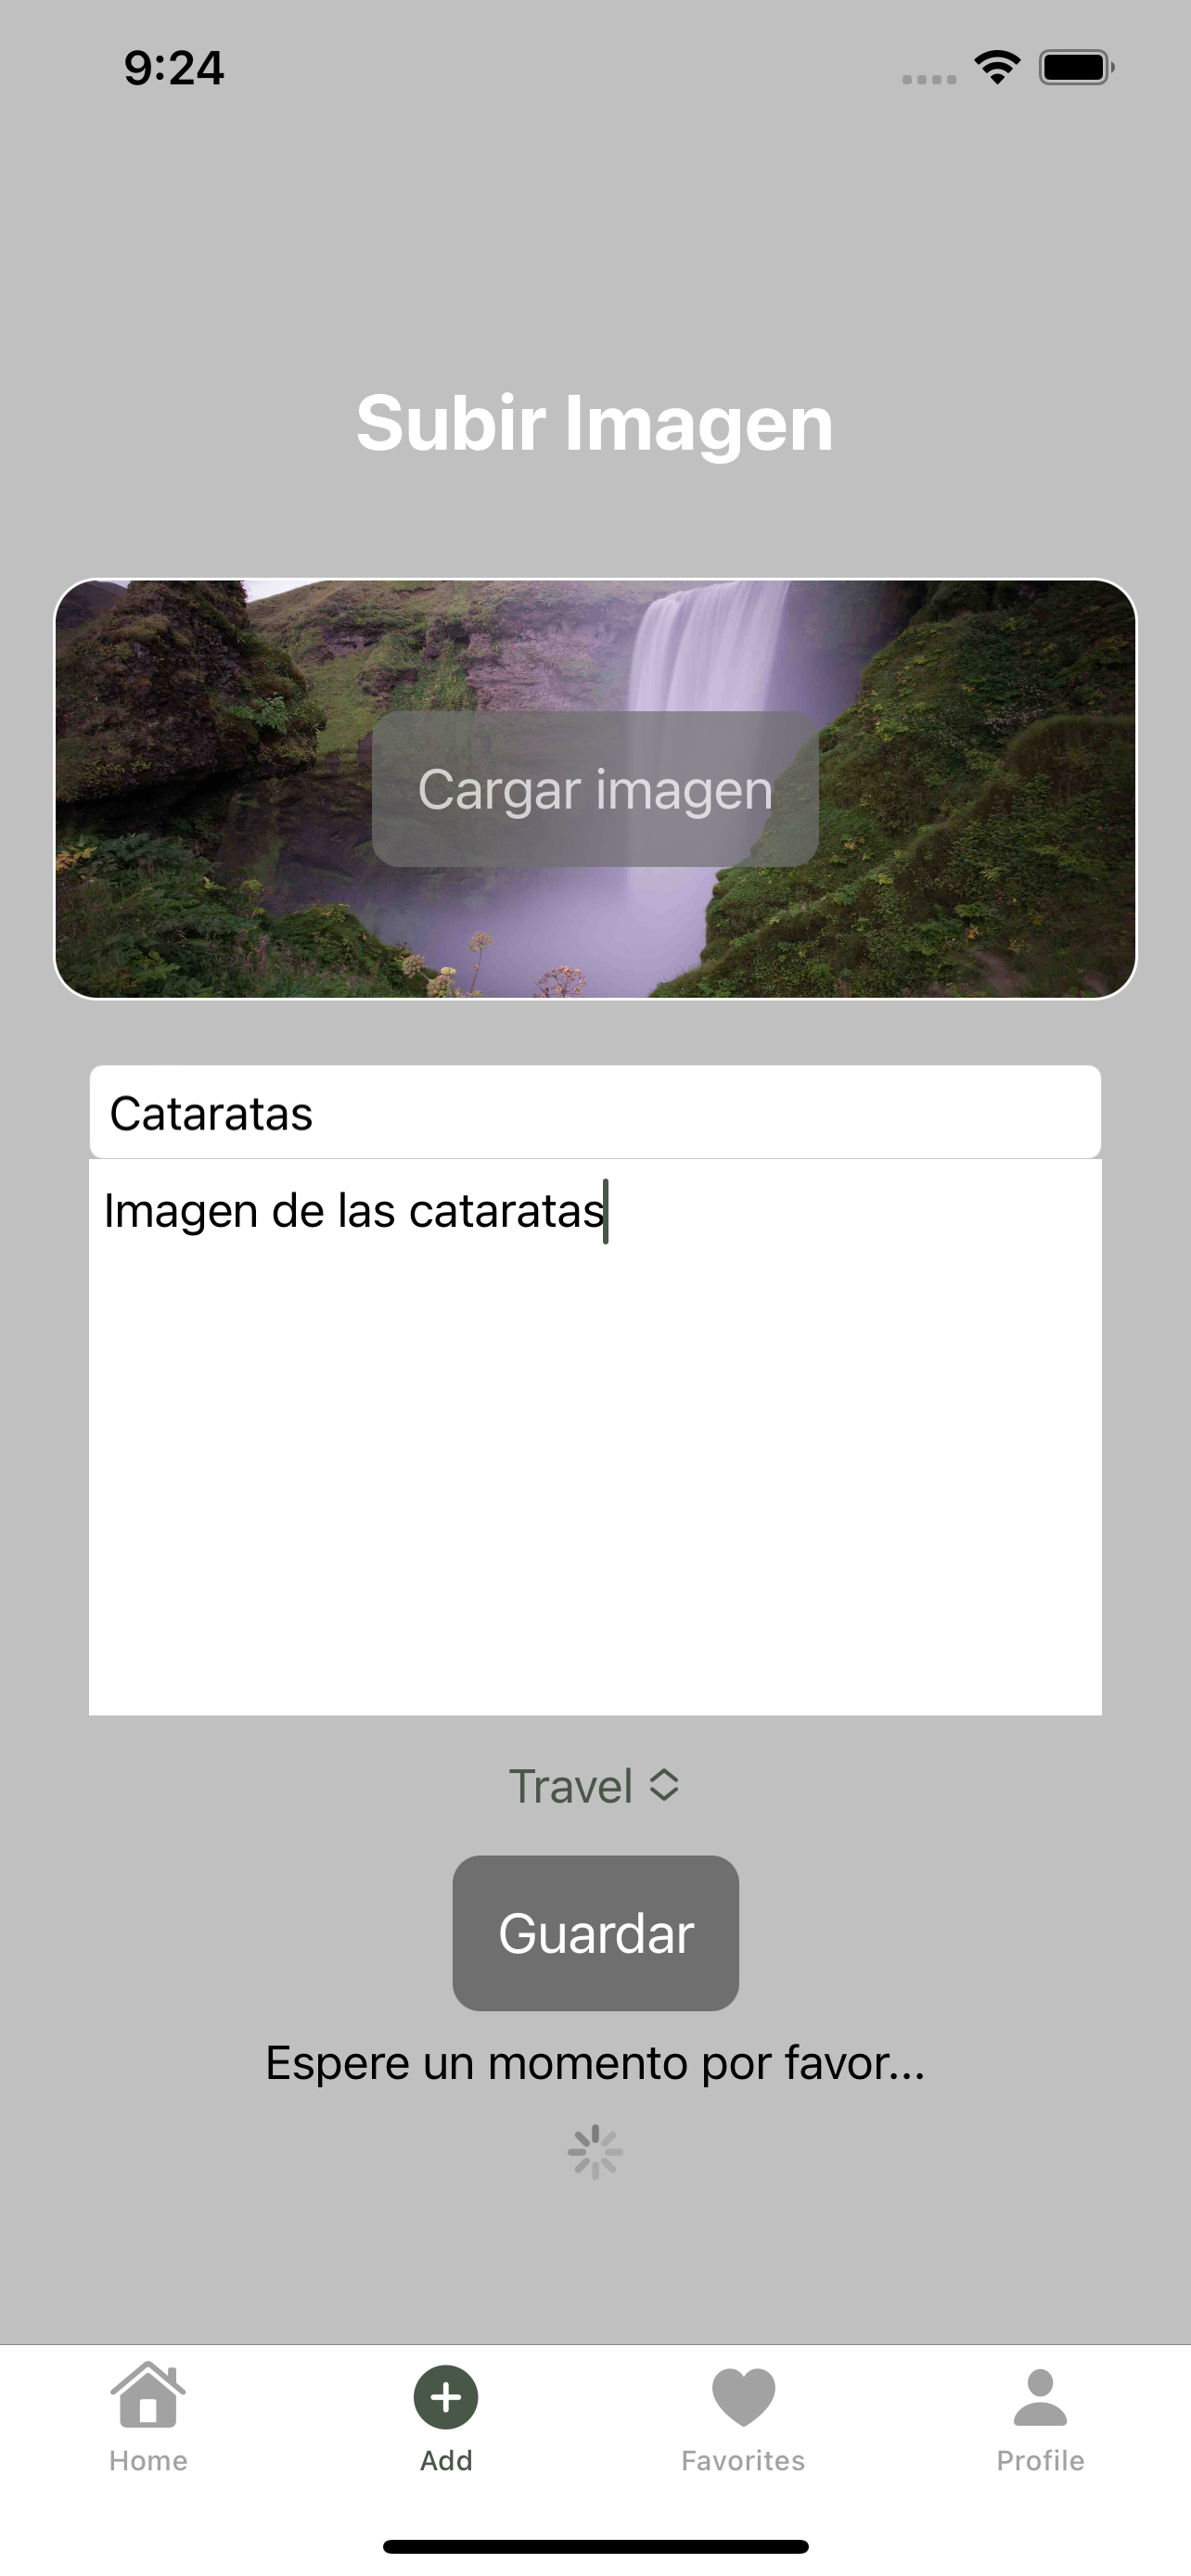 9:24
Subir Imagen
Cargar imagen
Cataratas
Imagen de las cataratas
Travel
Guardar
Espere un momento por favor...
Home
Add
Favorites
Profile